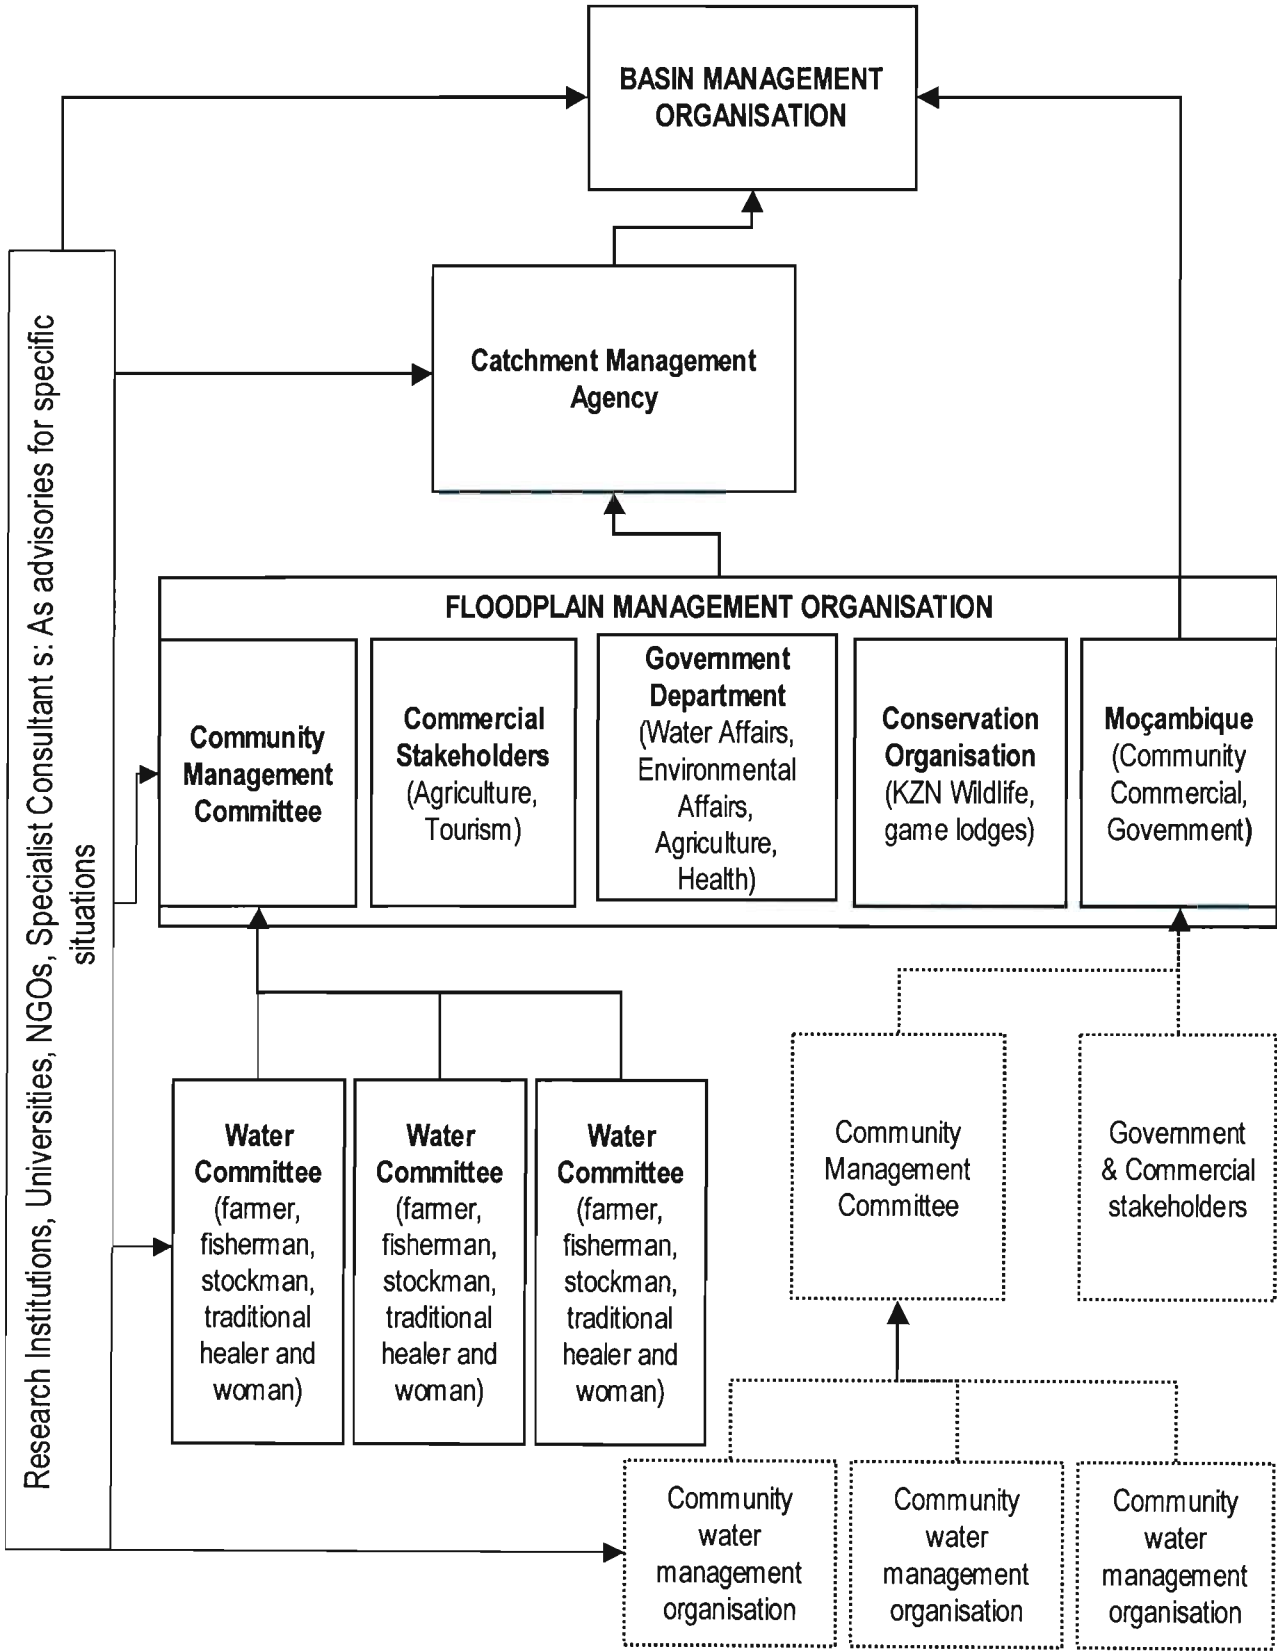 BASIN MANAGEMENT
ORGANISATION
Catchment Management
Agency
Research Institutions, Universities, NGOs, Specialist Consultant s: As advisories for specific
situations
FLOODPLAIN MANAGEMENT ORGANISATION
Community
Management
Committee
Commercial
Stakeholders
(Agriculture,
Tourism)
Government
Department
(Water Affairs,
Environmental
Affairs,
Agriculture,
Health)
Conservation
Organisation
(KZN Wildlife,
game lodges)
Moçambique
(Community
Commercial,
Government)
Water
Committee
(farmer,
fisherman,
stockman,
traditional
healer and
woman)
Water
Committee
(farmer,
fisherman,
stockman,
traditional
healer and
woman)
Water
Committee
(farmer,
fisherman,
stockman,
traditional
healer and
woman)
Community
Management
Committee
Government
& Commercial
stakeholders
Community
water
management
organisation
Community
water
management
organisation
Community
water
management
organisation